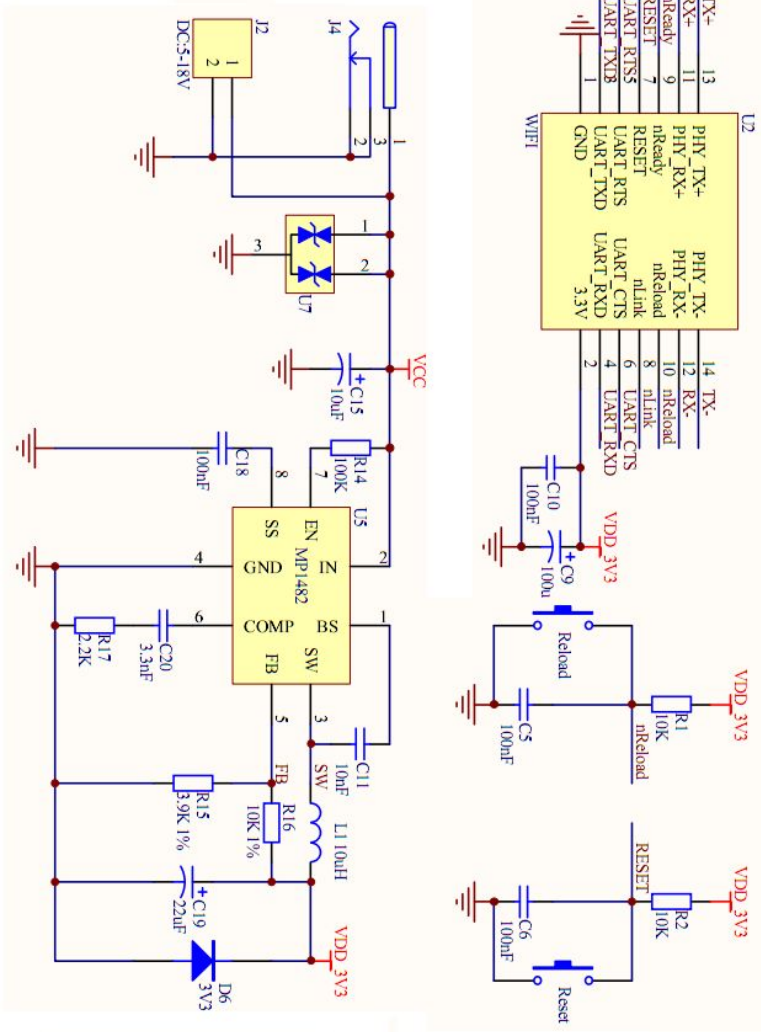 TX+
RX+
nReady
RESET
UART_RTS
UART_TXD
13
11
9
7
5
3
1
U2
WIFI
PHY_TX+
PHY_RX+
nReady
RESET
UART_RTS
UART_TXD
GND
PHY_TX-
PHY_RX-
nReload
nLink
UART_CTS
UART_RXD
3.3V
14
12
10
8
6
4
2
TX-
RX-
nReload
nLink
UART_CTS
UART_RXD
C10
100nF
C9
100u
VDD_3V3
Reload
C5
100nF
R1
10K
nReload
VDD_3V3
RESET
C6
100nF
R2
10K
Reset
VDD_3V3
J2
1
2
DC:5-18V
J4
1
3
2
1
2
3
U7
VCC
C15
10uF
C18
100nF
R14
100K
U5
MP1482
8
7
SS
EN
4
GND
IN
2
6
COMP
BS
1
FB
SW
5
3
C20
3.3nF
R17
2.2K
C11
10nF
FB
SW
R15
3.9K 1%
R16
10K 1%
L1 10uH
C19
22uF
D6
3V3
VDD_3V3